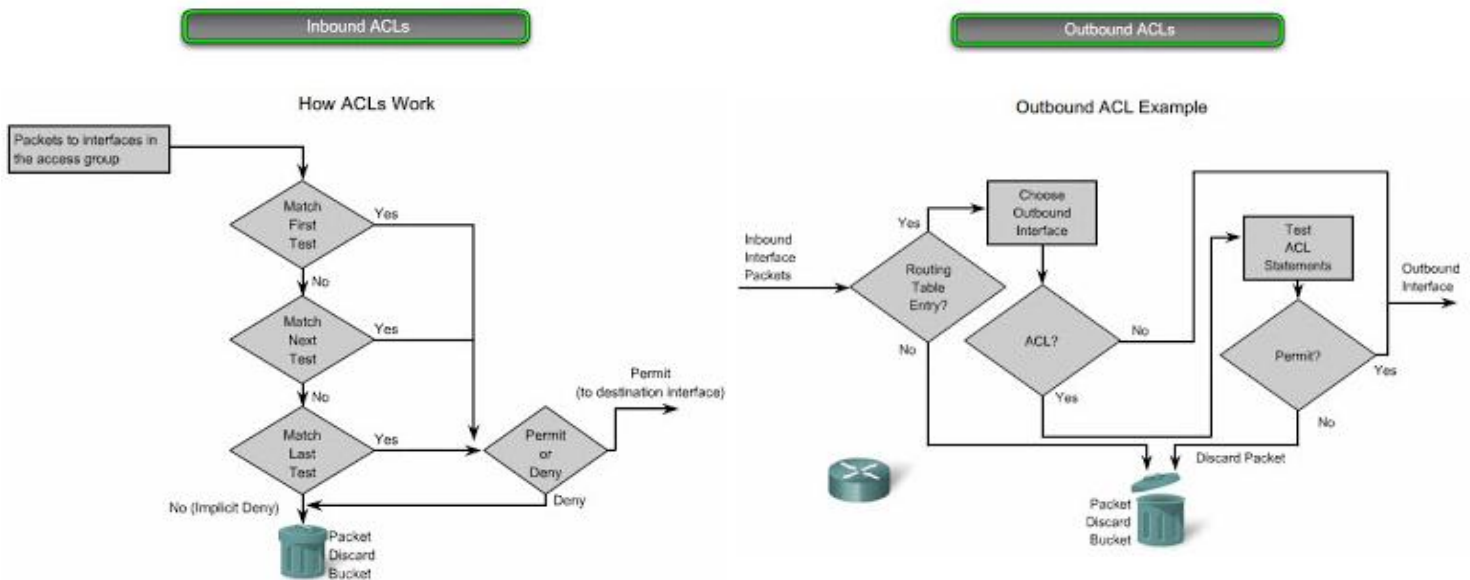 Inbound ACLs
How ACLs Work
Packets to interfaces in
the access group
Match
First
Test
Yes
No
Match
Next
Test
Yes
No
Match
Last
Test
Yes
Permit
or
Deny
Permit
(to destination interface)
Deny
No (Implicit Deny)
Packet
Discard
Bucket
Outbound ACLs
Outbound ACL Example
Inbound
Interface
Packets
Routing
Table
Entry?
Yes
No
Choose
Outbound
Interface
ACL?
No
Yes
Test
ACL
Statements
Permit?
Yes
No
Outbound
Interface
Discard Packet
Packet
Discard
Bucket